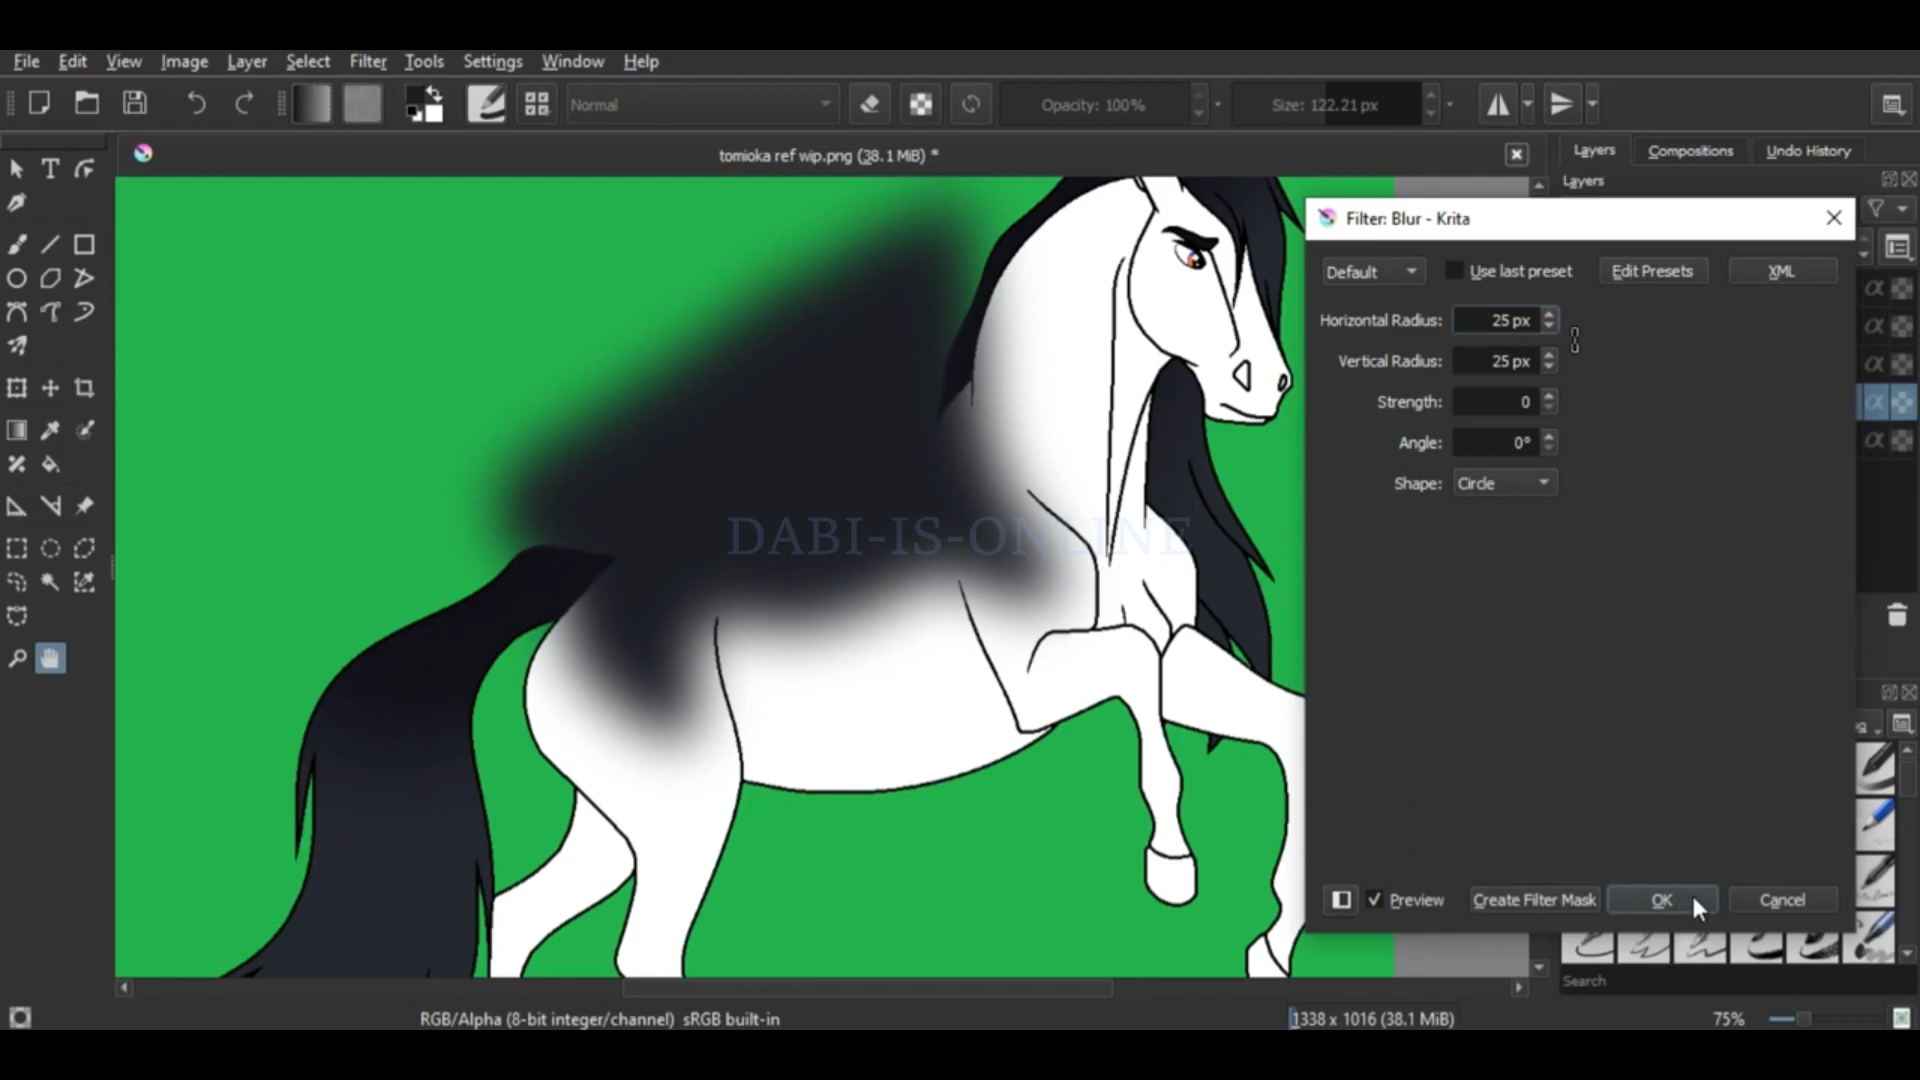 File Edit View Image Layer Select Filter Tools Settings Window Help
Normal Opacity: 100% Size: 122.21 px
tomioka ref wip.png (38.1 MiB) *
Layers Compositions Undo History
Layers
Filter: Blur - Krita
Default Use last preset Edit Presets XML
Horizontal Radius: 25 px
Vertical Radius: 25 px
Strength: 0
Angle: 0°
Shape: Circle
DABI-IS-ONLINE
Preview Create Filter Mask OK Cancel
Search
RGB/Alpha (8-bit integer/channel) sRGB built-in 1338 x 1016 (38.1 MiB) 75%